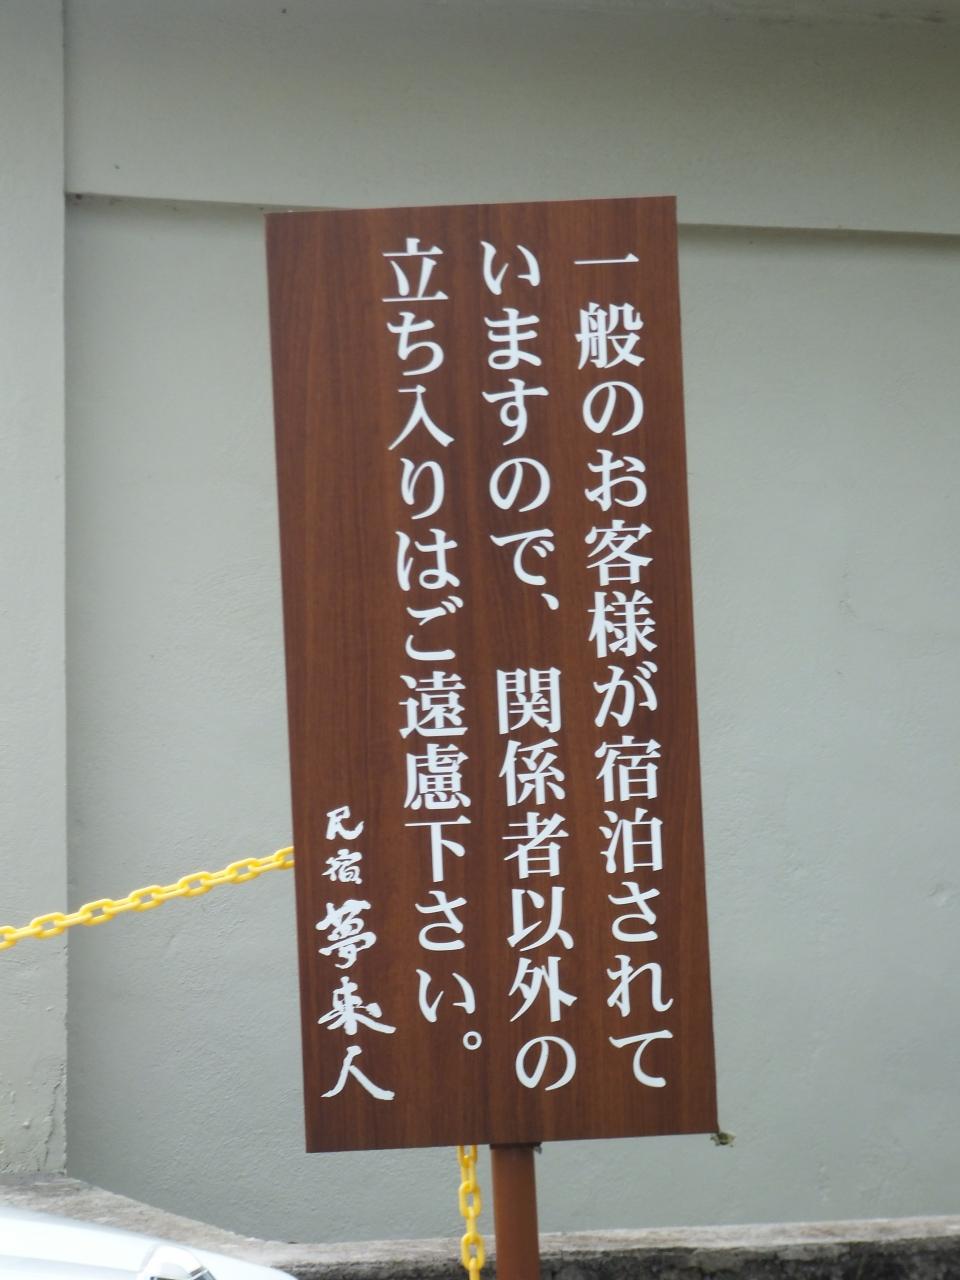 一般のお客様が宿泊されて
いますので、関係者以外の
立ち入りはご遠慮下さい。
民宿夢来人